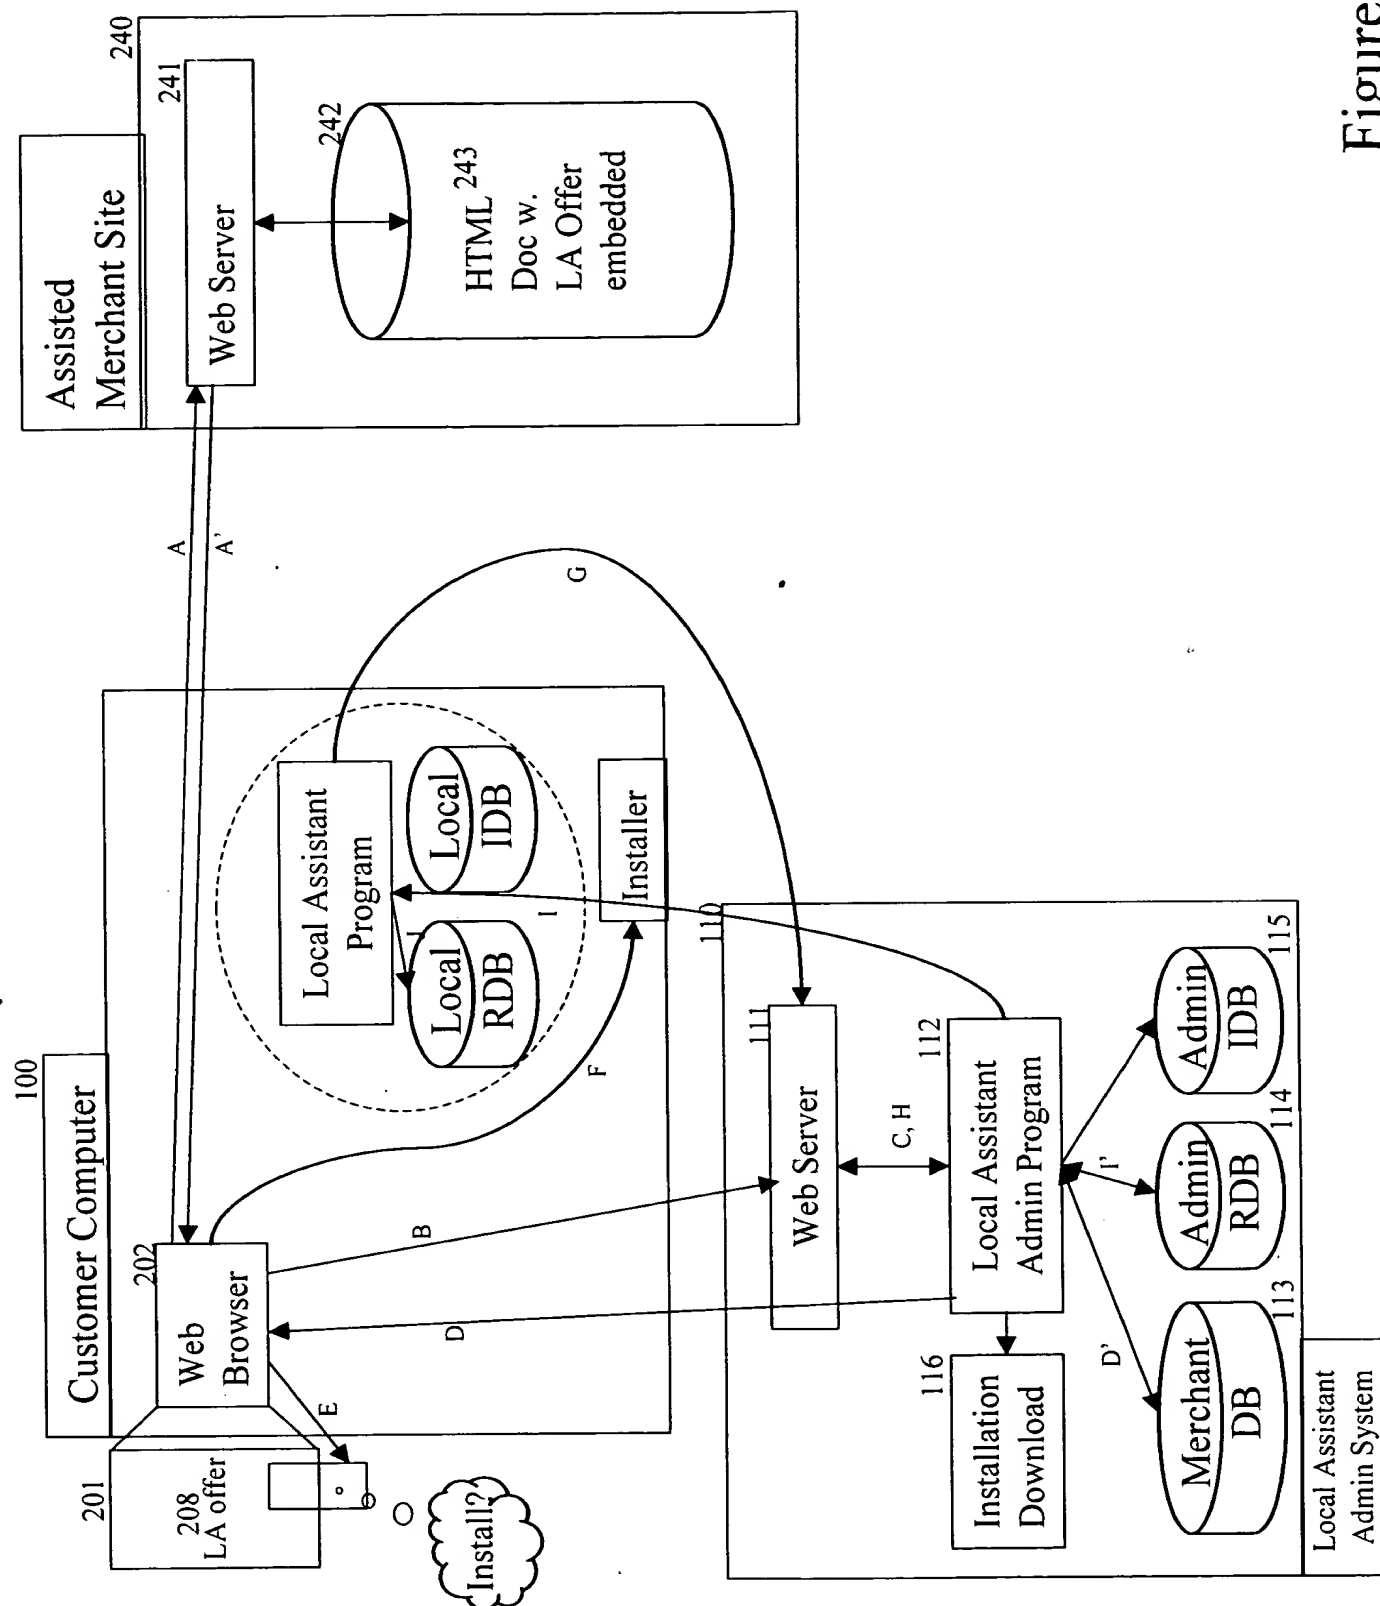 Customer Computer
100
201
208
LA offer
Install?
202
Web
Browser
E
Local Assistant
Program
Local
RDB
Local
IDB
J
I
Installer
F
G
A
A'
B
D
Assisted
Merchant Site
240
241
Web Server
242
HTML 243
Doc w.
LA Offer
embedded
110
111
Web Server
C, H
112
Local Assistant
Admin Program
116
Installation
Download
D'
I'
Merchant
DB
113
Admin
RDB
114
Admin
IDB
115
Local Assistant
Admin System
Figure